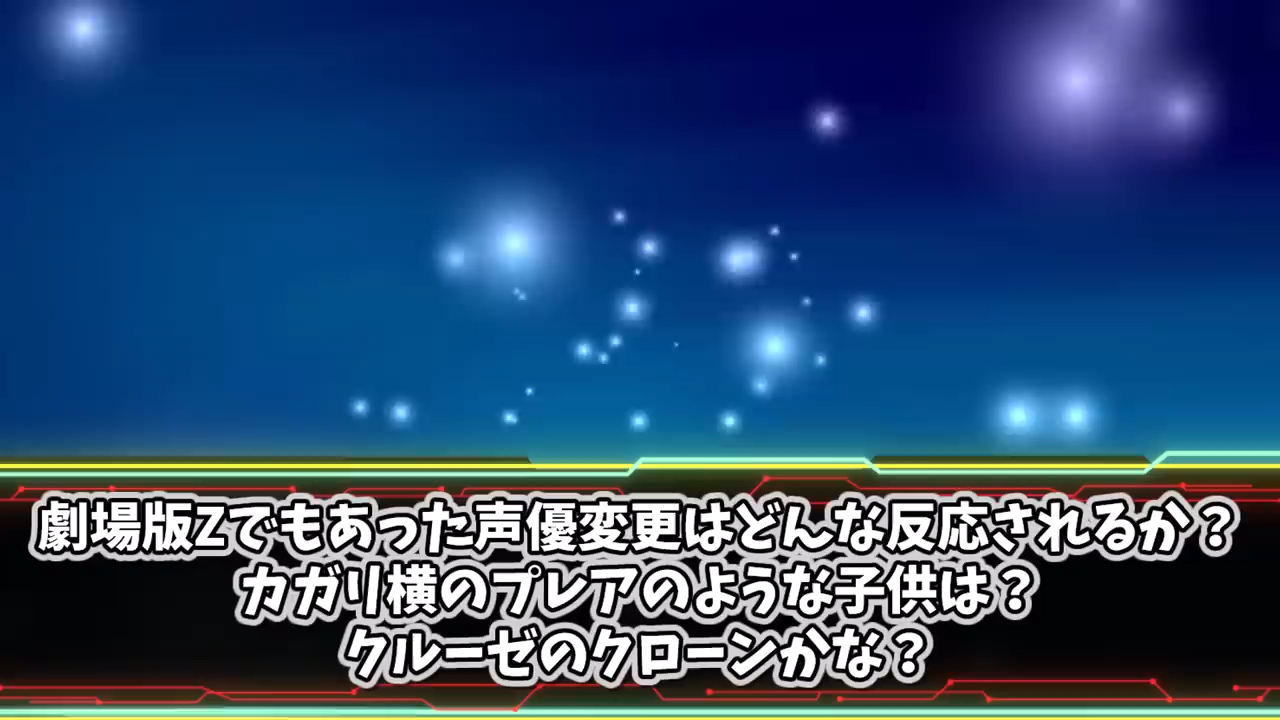 劇場版Zでもあった声優変更はどんな反応されるか？
カガリ横のプレアのような子供は？
クルーゼのクローンかな？